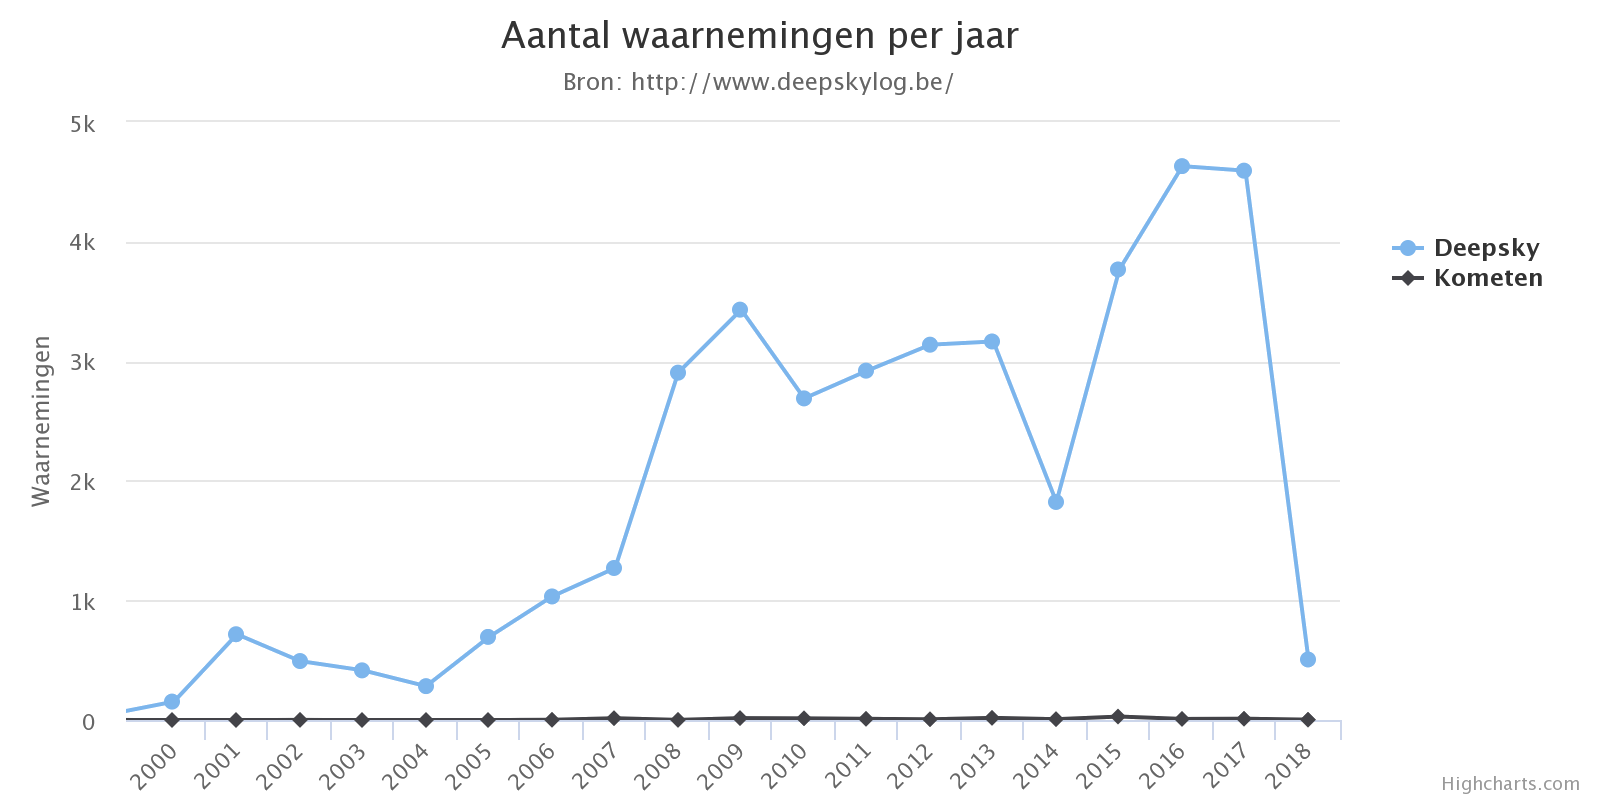 Aantal waarnemingen per jaar
Bron: http://www.deepskylog.be/
Waarnemingen
5k
4k
3k
2k
1k
0
2000
2001
2002
2003
2004
2005
2006
2007
2008
2009
2010
2011
2012
2013
2014
2015
2016
2017
2018
Deepsky
Kometen
Highcharts.com